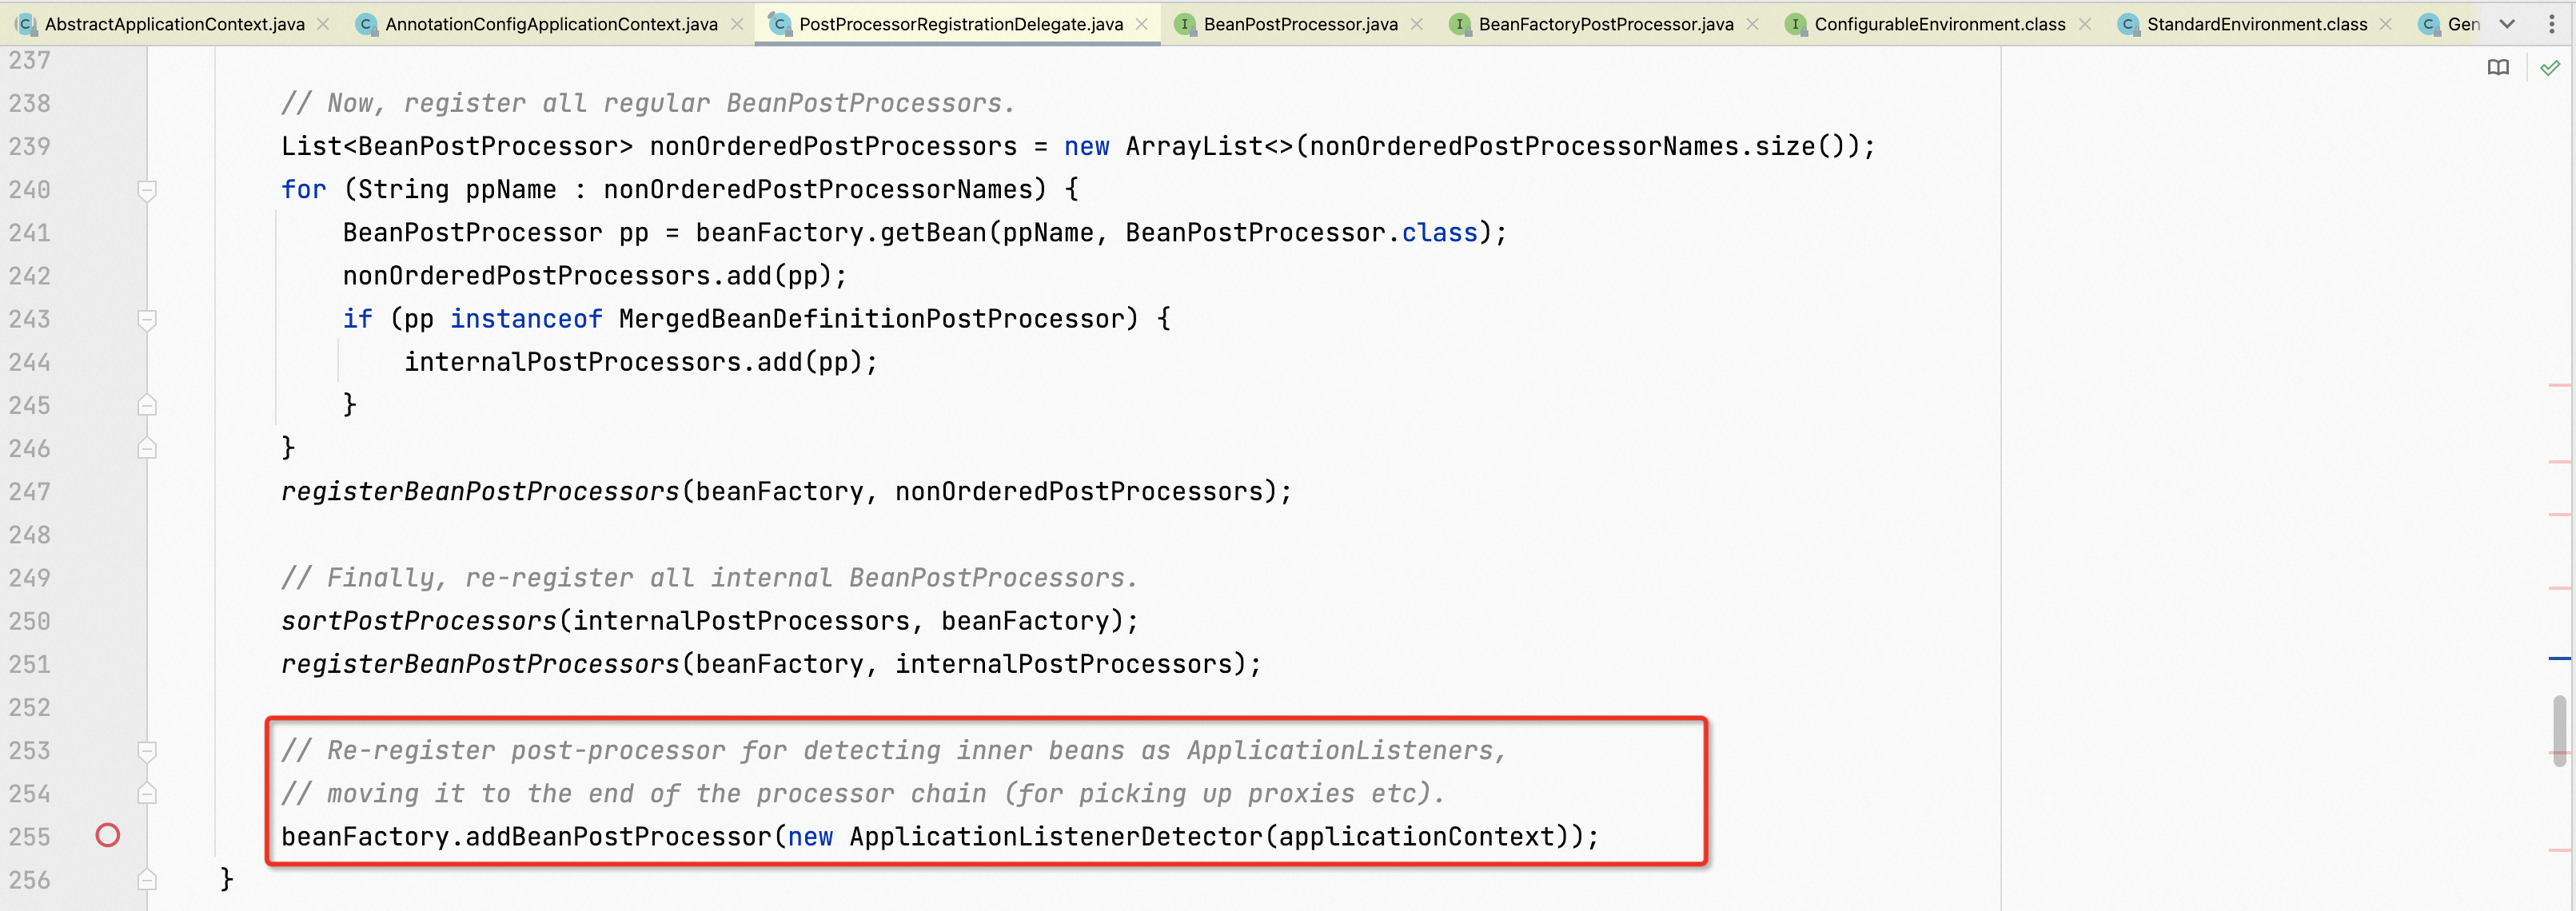 AbstractApplicationContext.java AnnotationConfigApplicationContext.java PostProcessorRegistrationDelegate.java BeanPostProcessor.java BeanFactoryPostProcessor.java ConfigurableEnvironment.class StandardEnvironment.class Gen
237
238 // Now, register all regular BeanPostProcessors.
239 List<BeanPostProcessor> nonOrderedPostProcessors = new ArrayList<>(nonOrderedPostProcessorNames.size());
240 for (String ppName : nonOrderedPostProcessorNames) {
241 BeanPostProcessor pp = beanFactory.getBean(ppName, BeanPostProcessor.class);
242 nonOrderedPostProcessors.add(pp);
243 if (pp instanceof MergedBeanDefinitionPostProcessor) {
244 internalPostProcessors.add(pp);
245 }
246 }
247 registerBeanPostProcessors(beanFactory, nonOrderedPostProcessors);
248
249 // Finally, re-register all internal BeanPostProcessors.
250 sortPostProcessors(internalPostProcessors, beanFactory);
251 registerBeanPostProcessors(beanFactory, internalPostProcessors);
252
253 // Re-register post-processor for detecting inner beans as ApplicationListeners,
254 // moving it to the end of the processor chain (for picking up proxies etc).
255 beanFactory.addBeanPostProcessor(new ApplicationListenerDetector(applicationContext));
256 }